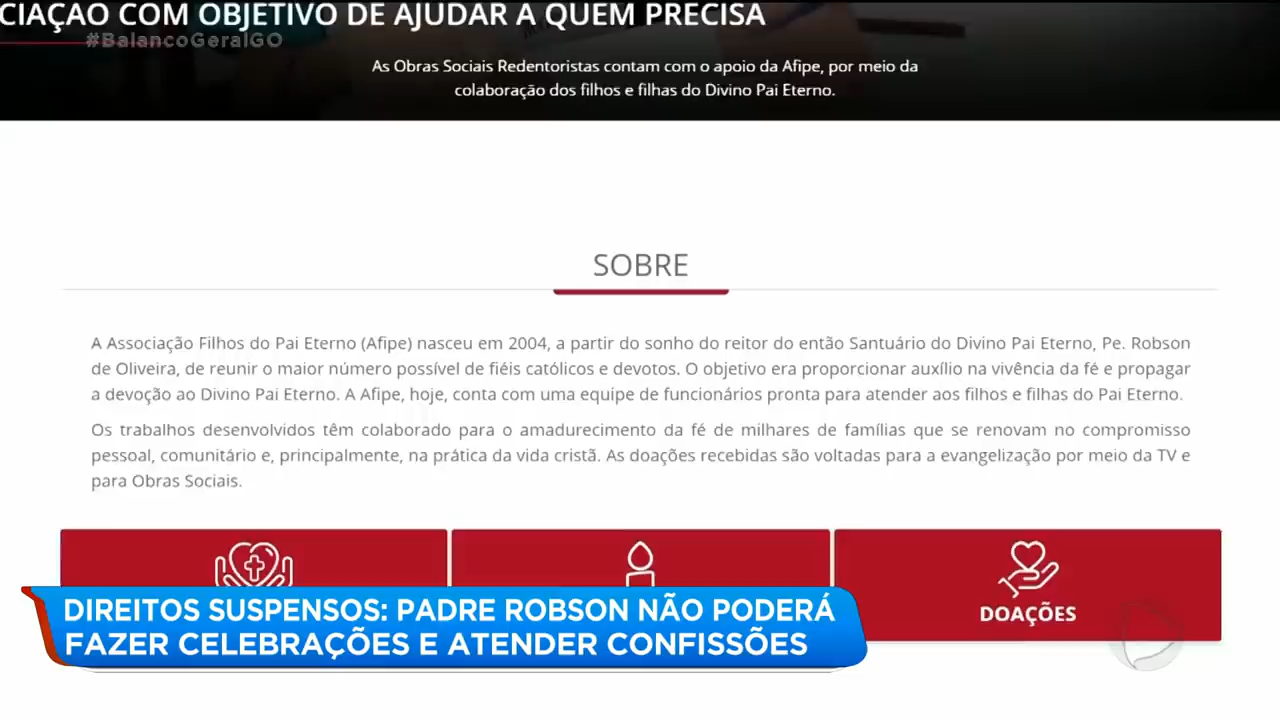 CIAÇÃO COM OBJETIVO DE AJUDAR A QUEM PRECISA
#BalancoGeralGO
As Obras Sociais Redentoristas contam com o apoio da Afipe, por meio da
colaboração dos filhos e filhas do Divino Pai Eterno.
SOBRE
A Associação Filhos do Pai Eterno (Afipe) nasceu em 2004, a partir do sonho do reitor do então Santuário do Divino Pai Eterno, Pe. Robson
de Oliveira, de reunir o maior número possível de fiéis católicos e devotos. O objetivo era proporcionar auxílio na vivência da fé e propagar
a devoção ao Divino Pai Eterno. A Afipe, hoje, conta com uma equipe de funcionários pronta para atender aos filhos e filhas do Pai Eterno.
Os trabalhos desenvolvidos têm colaborado para o amadurecimento da fé de milhares de famílias que se renovam no compromisso
pessoal, comunitário e, principalmente, na prática da vida cristã. As doações recebidas são voltadas para a evangelização por meio da TV e
para Obras Sociais.
DOAÇÕES
DIREITOS SUSPENSOS: PADRE ROBSON NÃO PODERÁ
FAZER CELEBRAÇÕES E ATENDER CONFISSÕES